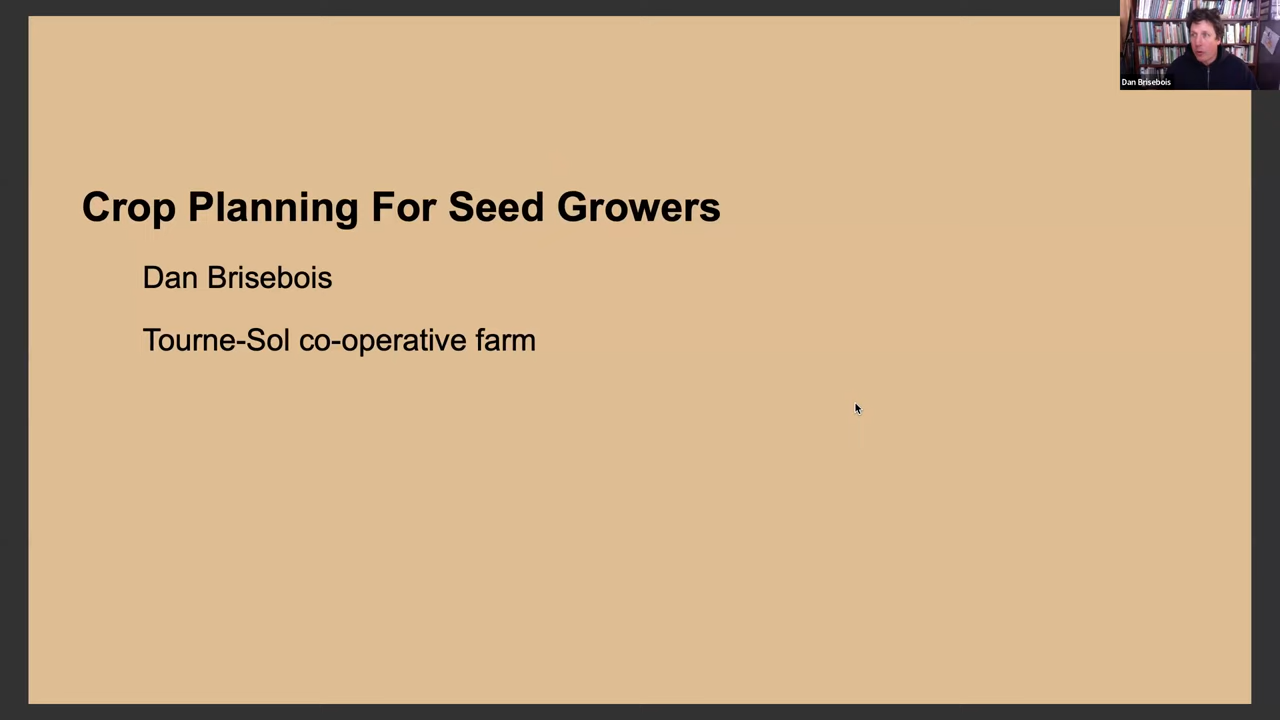 Crop Planning For Seed Growers
Dan Brisebois
Tourne-Sol co-operative farm
Dan Brisebois